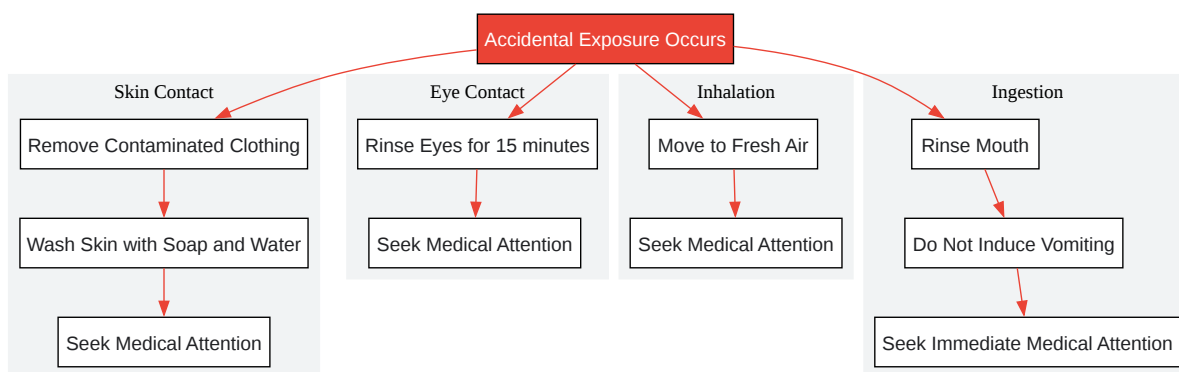 Accidental Exposure Occurs
Skin Contact
Remove Contaminated Clothing
Wash Skin with Soap and Water
Seek Medical Attention
Eye Contact
Rinse Eyes for 15 minutes
Seek Medical Attention
Inhalation
Move to Fresh Air
Seek Medical Attention
Ingestion
Rinse Mouth
Do Not Induce Vomiting
Seek Immediate Medical Attention